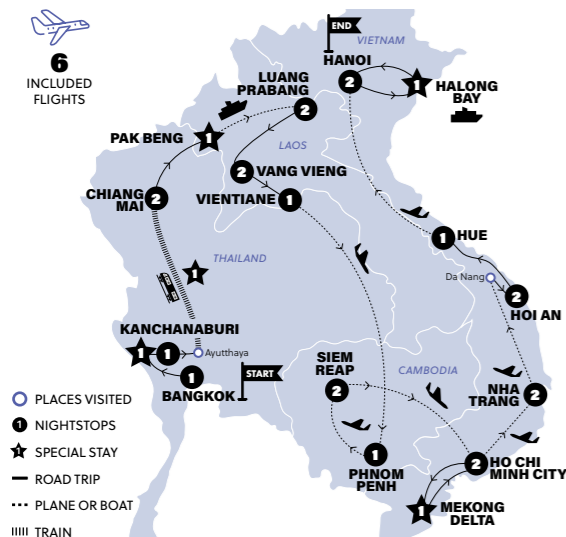 6
INCLUDED
FLIGHTS
END
VIETNAM
HANOI
2
1
HALONG
BAY
LUANG
PRABANG
2
PAK BENG
1
LAOS
2
VANG VIENG
CHIANG
MAI
2
VIENTIANE
1
HUE
1
THAILAND
1
Da Nang
2
HOI AN
KANCHANABURI
1
1
Ayutthaya
START
1
BANGKOK
SIEM
REAP
2
CAMBODIA
NHA
TRANG
2
PHNOM
PENH
1
2
HO CHI
MINH CITY
1
MEKONG
DELTA
PLACES VISITED
1
NIGHTSTOPS
1
SPECIAL STAY
ROAD TRIP
PLANE OR BOAT
TRAIN